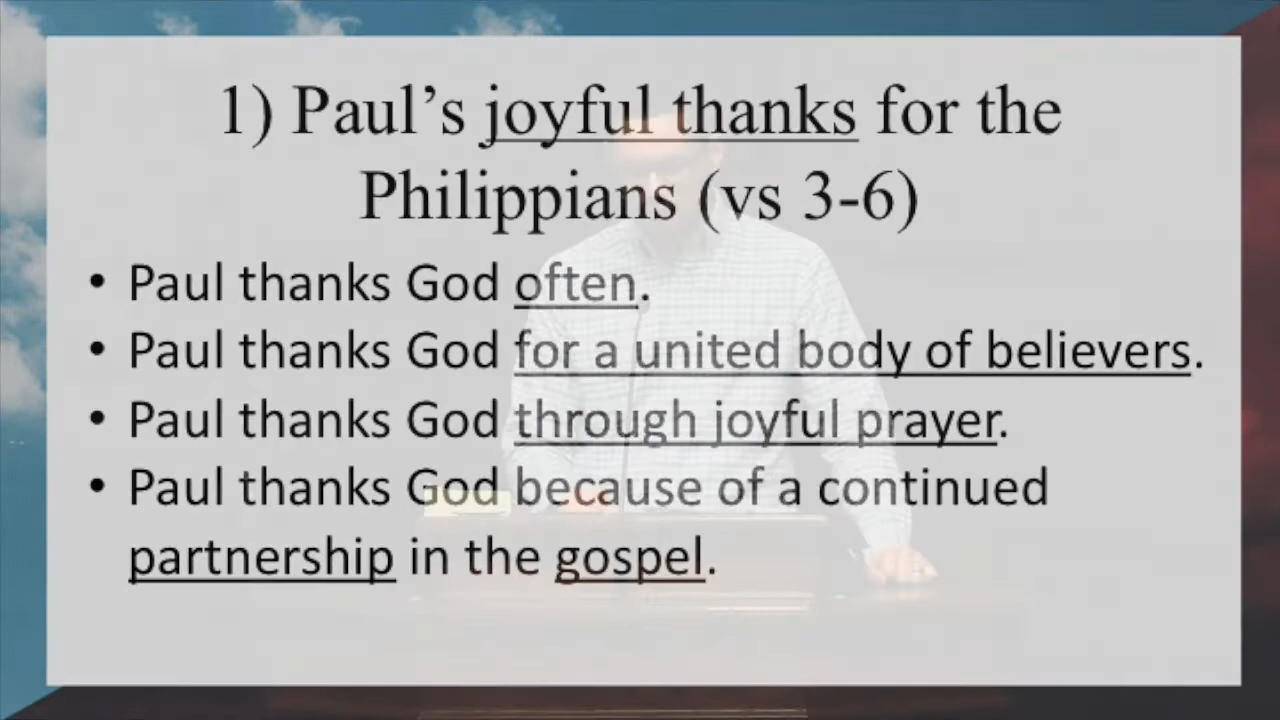 1) Paul’s joyful thanks for the
Philippians (vs 3-6)
• Paul thanks God often.
• Paul thanks God for a united body of believers.
• Paul thanks God through joyful prayer.
• Paul thanks God because of a continued
partnership in the gospel.